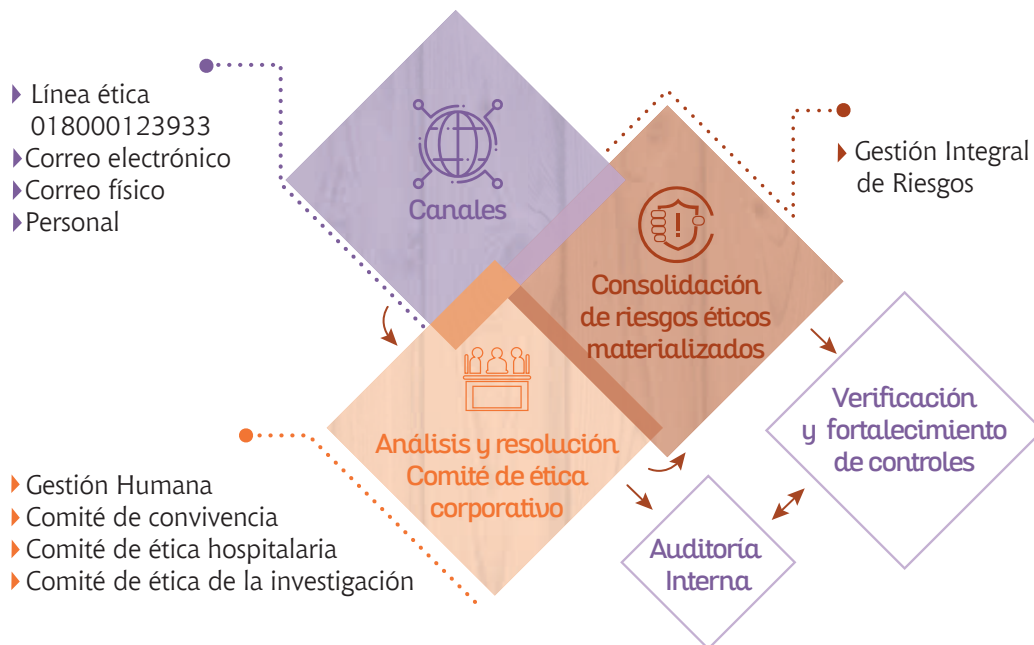 Línea ética
018000123933
Correo electrónico
Correo físico
Personal
Canales
Gestión Integral
de Riesgos
Consolidación
de riesgos éticos
materializados
Análisis y resolución
Comité de ética
corporativo
Verificación
y fortalecimiento
de controles
Gestión Humana
Comité de convivencia
Comité de ética hospitalaria
Comité de ética de la investigación
Auditoría
Interna